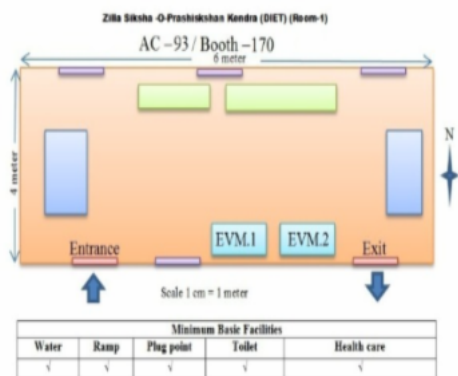 Zilla Siksha -O-Prashiskshan Kendra (DIET) (Room-1)
AC –93 / Booth –170
6 meter
4 meter
N
EVM.1 EVM.2
Entrance Exit
Scale 1 cm = 1 meter
Minimum Basic Facilities
Water Ramp Plug point Toilet Health care
√ √ √ √ √